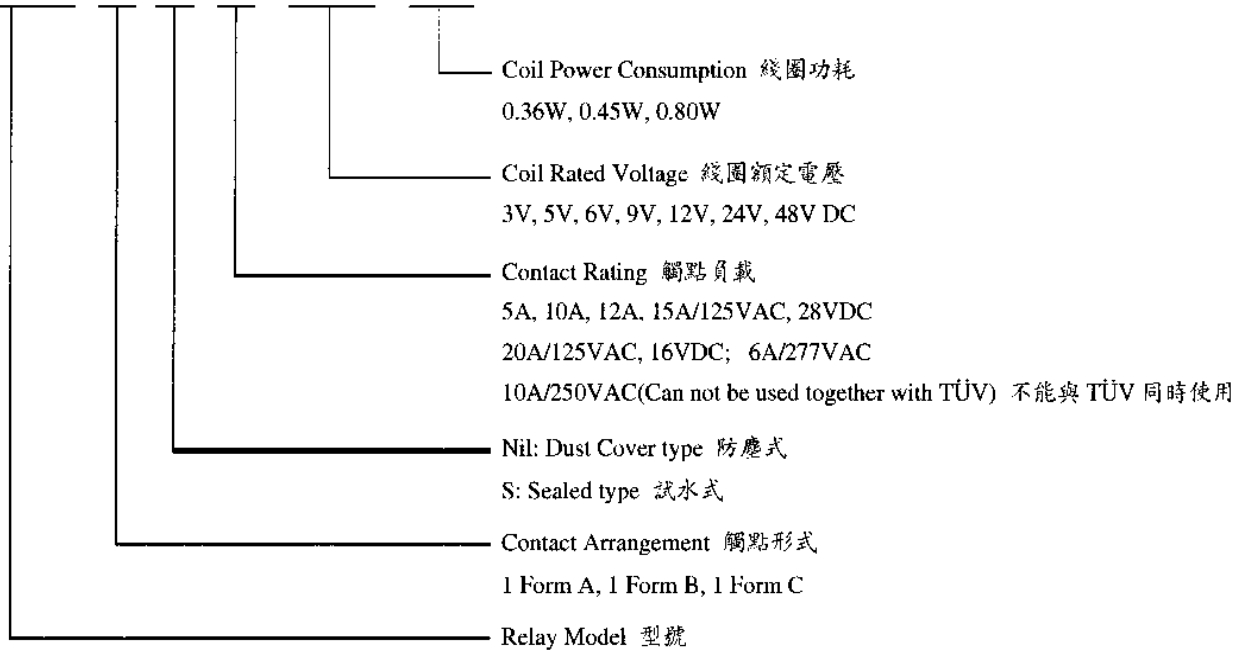 Coil Power Consumption 綫圈功耗
0.36W, 0.45W, 0.80W
Coil Rated Voltage 綫圈額定電壓
3V, 5V, 6V, 9V, 12V, 24V, 48V DC
Contact Rating 觸點負載
5A, 10A, 12A, 15A/125VAC, 28VDC
20A/125VAC, 16VDC; 6A/277VAC
10A/250VAC(Can not be used together with TÜV) 不能與 TÜV 同時使用
Nil: Dust Cover type 防塵式
S: Sealed type 試水式
Contact Arrangement 觸點形式
1 Form A, 1 Form B, 1 Form C
Relay Model 型號